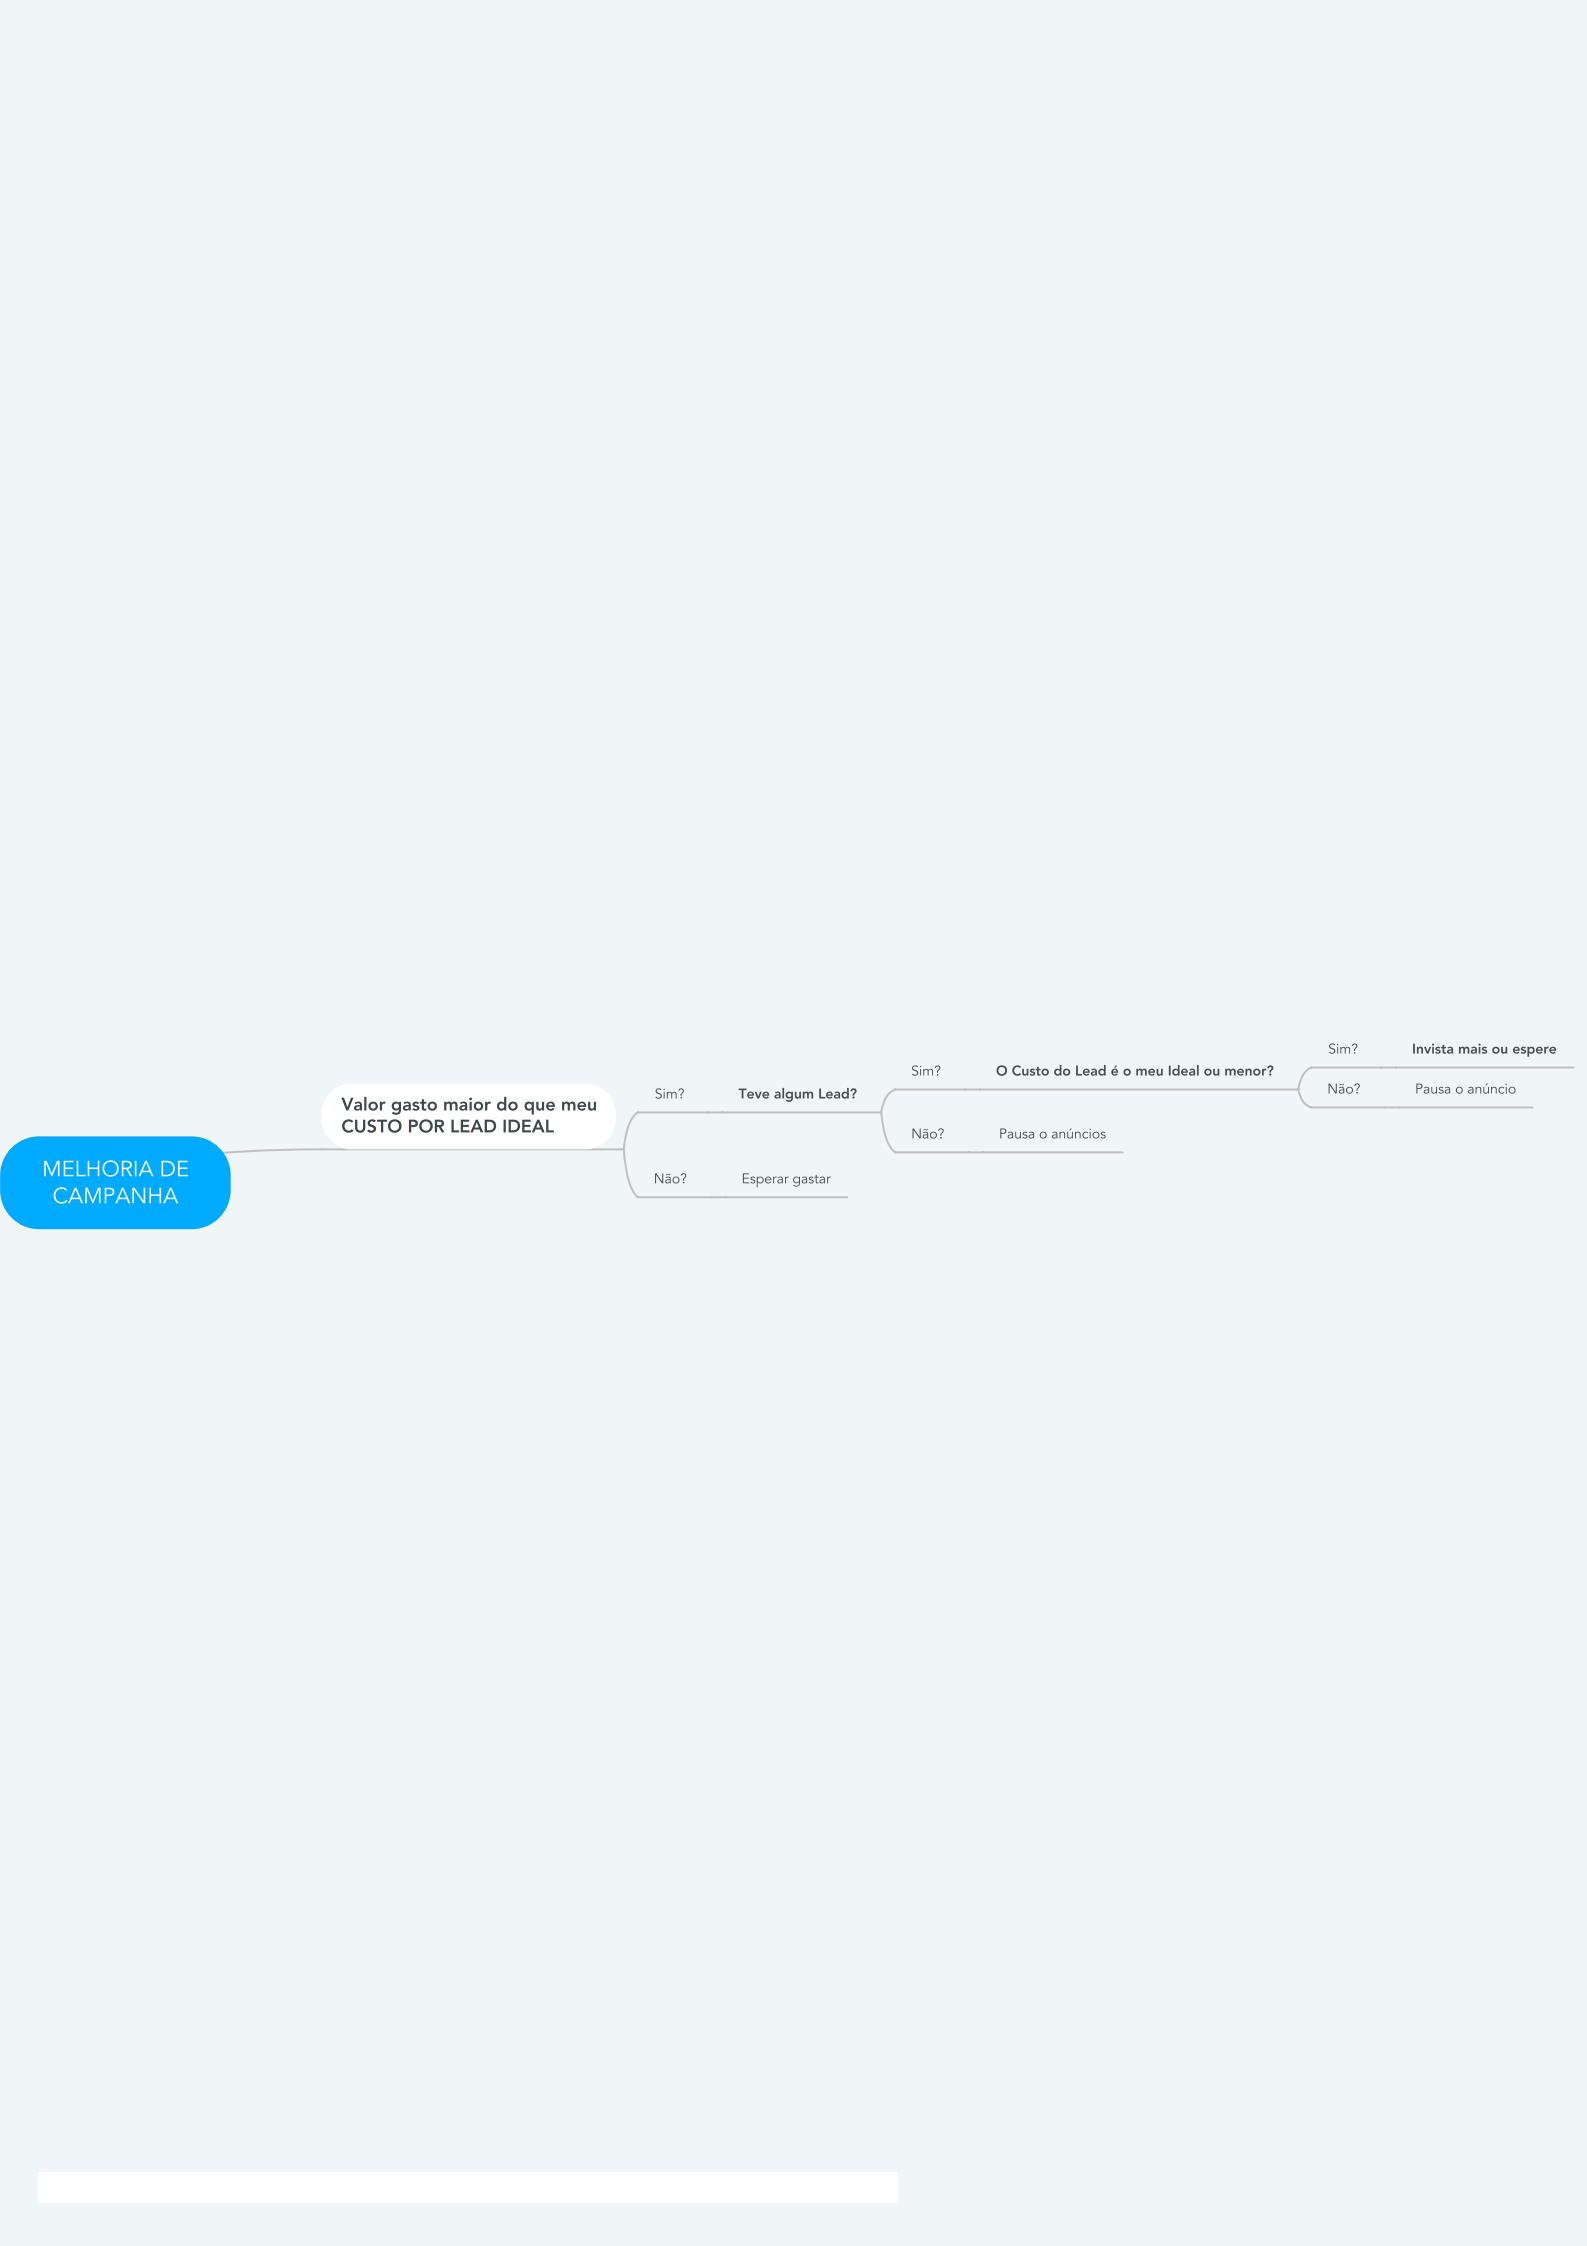 MELHORIA DE
CAMPANHA
Valor gasto maior do que meu
CUSTO POR LEAD IDEAL
Sim?
Teve algum Lead?
Sim?
O Custo do Lead é o meu Ideal ou menor?
Sim?
Invista mais ou espere
Não?
Pausa o anúncio
Não?
Pausa o anúncios
Não?
Esperar gastar